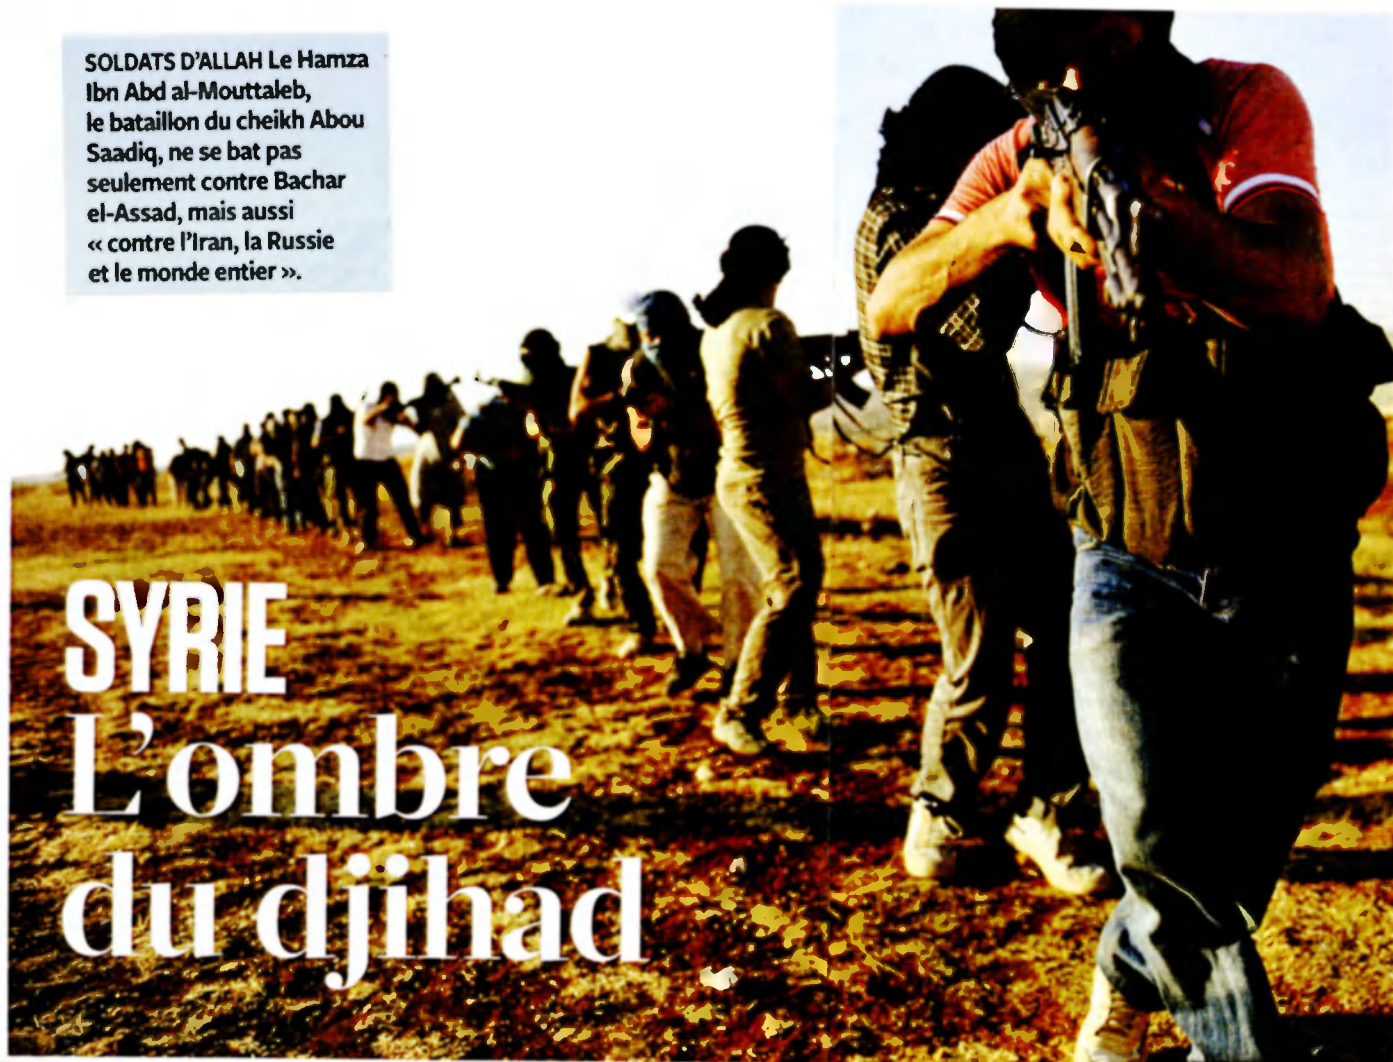 SOLDATS D'ALLAH Le Hamza
Ibn Abd al-Mouttaleb,
le bataillon du cheikh Abou
Saadiq, ne se bat pas
seulement contre Bachar
el-Assad, mais aussi
« contre l'Iran, la Russie
et le monde entier ».
SYRIE
L'ombre
du djihad